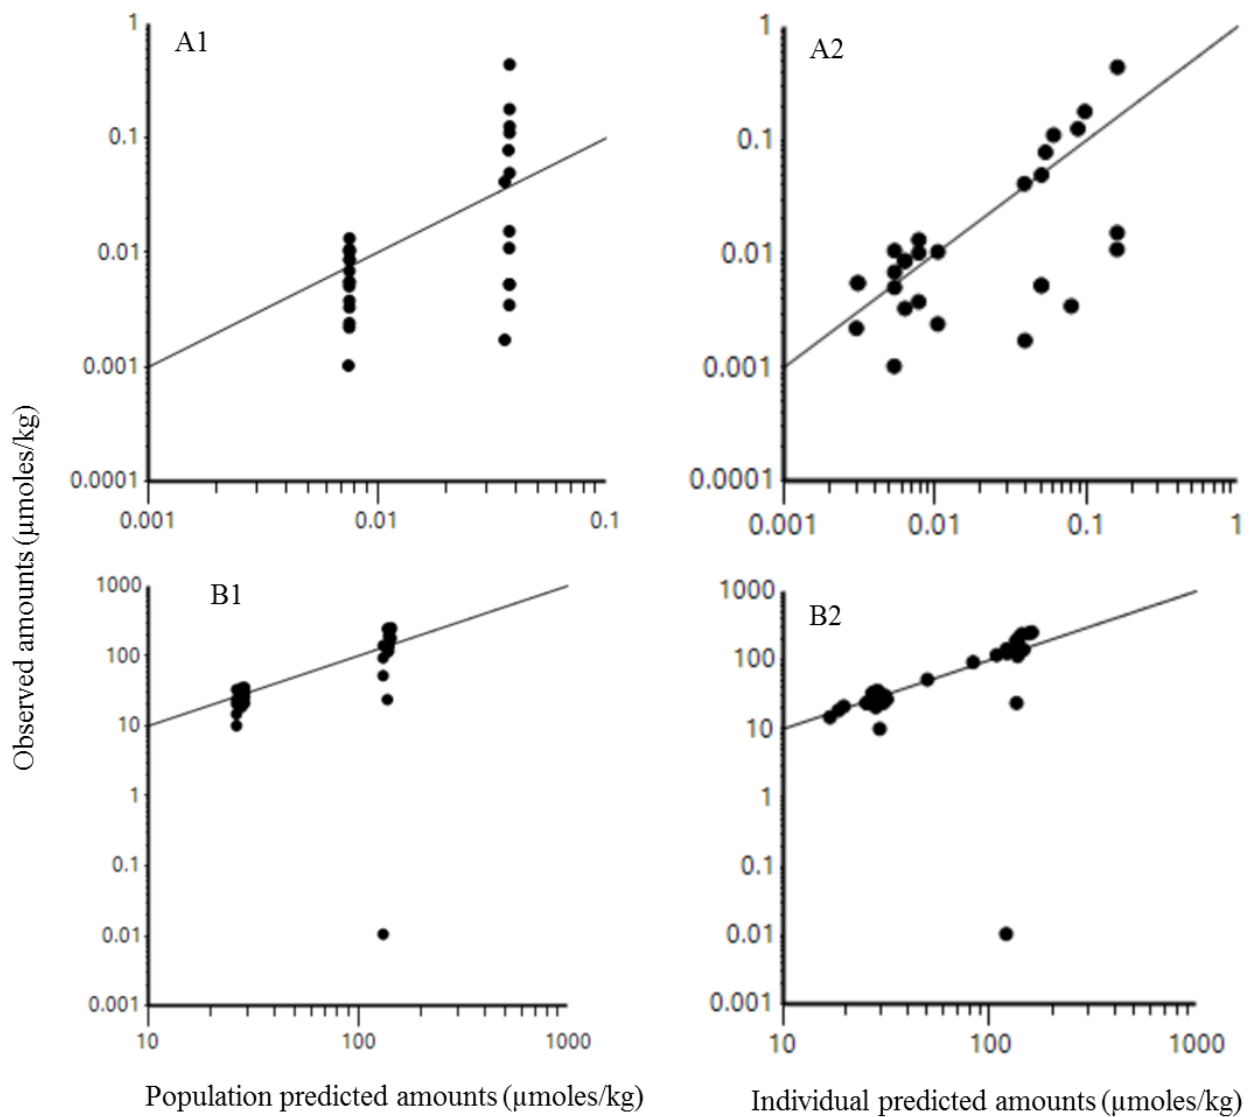 A1
1
0.1
0.01
0.001
0.0001
0.001 0.01 0.1
A2
1
0.1
0.01
0.001
0.0001
0.001 0.01 0.1 1
Observed amounts (µmoles/kg)
B1
1000
100
10
1
0.1
0.01
0.001
10 100 1000
Population predicted amounts (µmoles/kg)
B2
1000
100
10
1
0.1
0.01
0.001
10 100 1000
Individual predicted amounts (µmoles/kg)